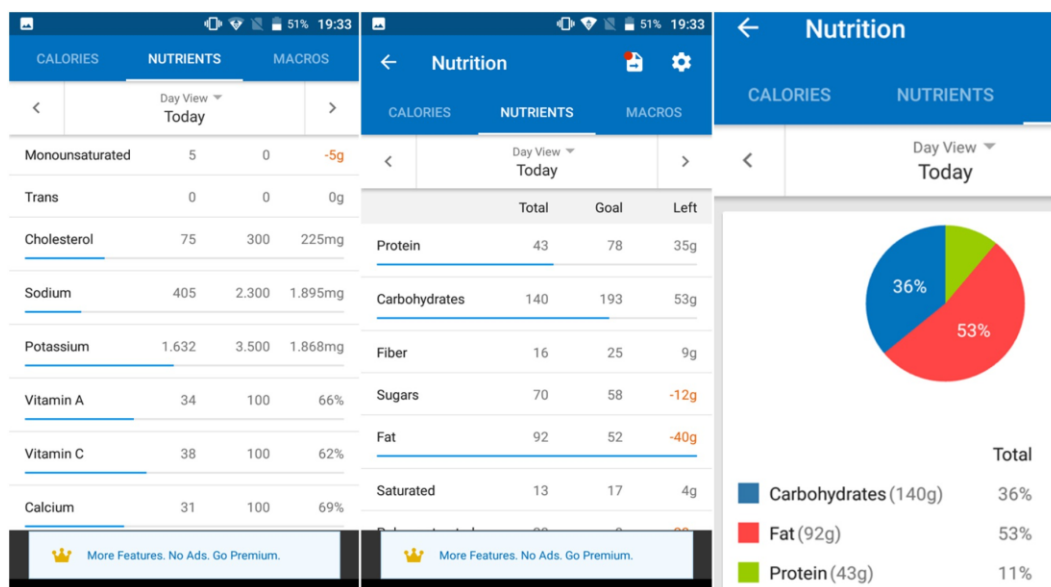 51% 19:33
CALORIES NUTRIENTS MACROS
Day View
Today
Monounsaturated 5 0 -5g
Trans 0 0 0g
Cholesterol 75 300 225mg
Sodium 405 2.300 1.895mg
Potassium 1.632 3.500 1.868mg
Vitamin A 34 100 66%
Vitamin C 38 100 62%
Calcium 31 100 69%
More Features. No Ads. Go Premium.
51% 19:33
Nutrition
CALORIES NUTRIENTS MACROS
Day View
Today
Total Goal Left
Protein 43 78 35g
Carbohydrates 140 193 53g
Fiber 16 25 9g
Sugars 70 58 -12g
Fat 92 52 -40g
Saturated 13 17 4g
More Features. No Ads. Go Premium.
Nutrition
CALORIES NUTRIENTS
Day View
Today
36%
53%
Total
Carbohydrates (140g) 36%
Fat (92g) 53%
Protein (43g) 11%